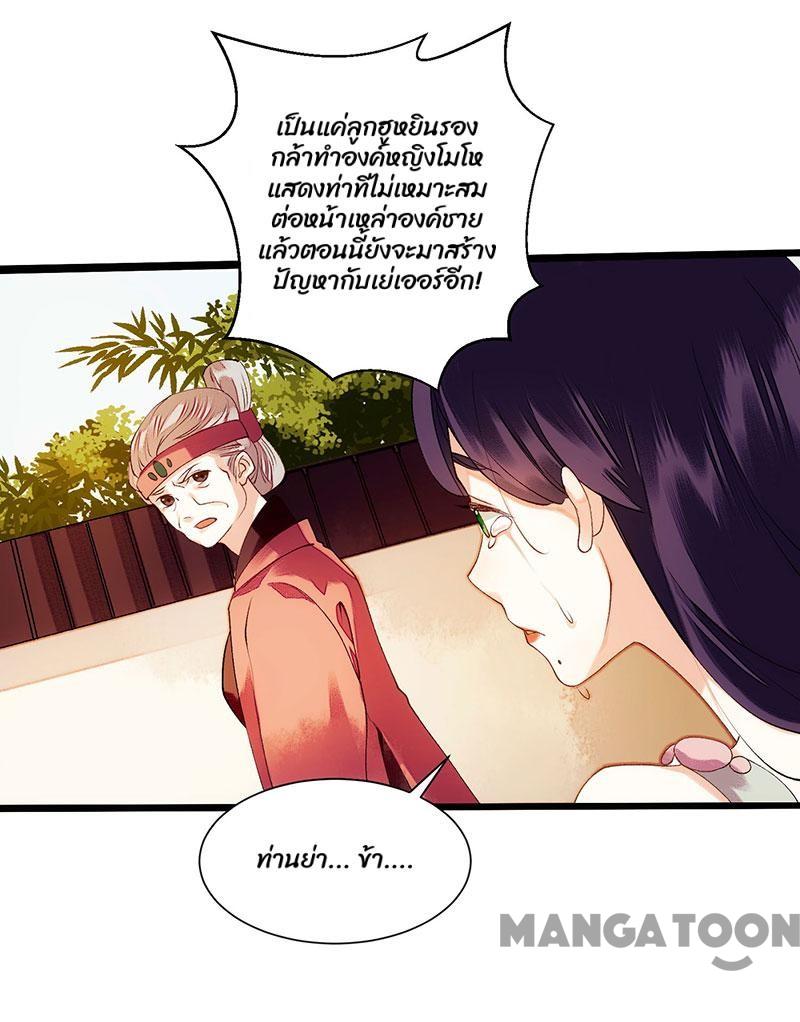 เป็นแค่ลูกฮูหยินรอง
กล้าทำองค์หญิงโมโห
แสดงท่าทีไม่เหมาะสม
ต่อหน้าเหล่าองค์ชาย
แล้วตอนนี้ยังจะมาสร้าง
ปัญหากับเย่เออร์อีก!
ท่านย่า... ข้า....
MANGATOON